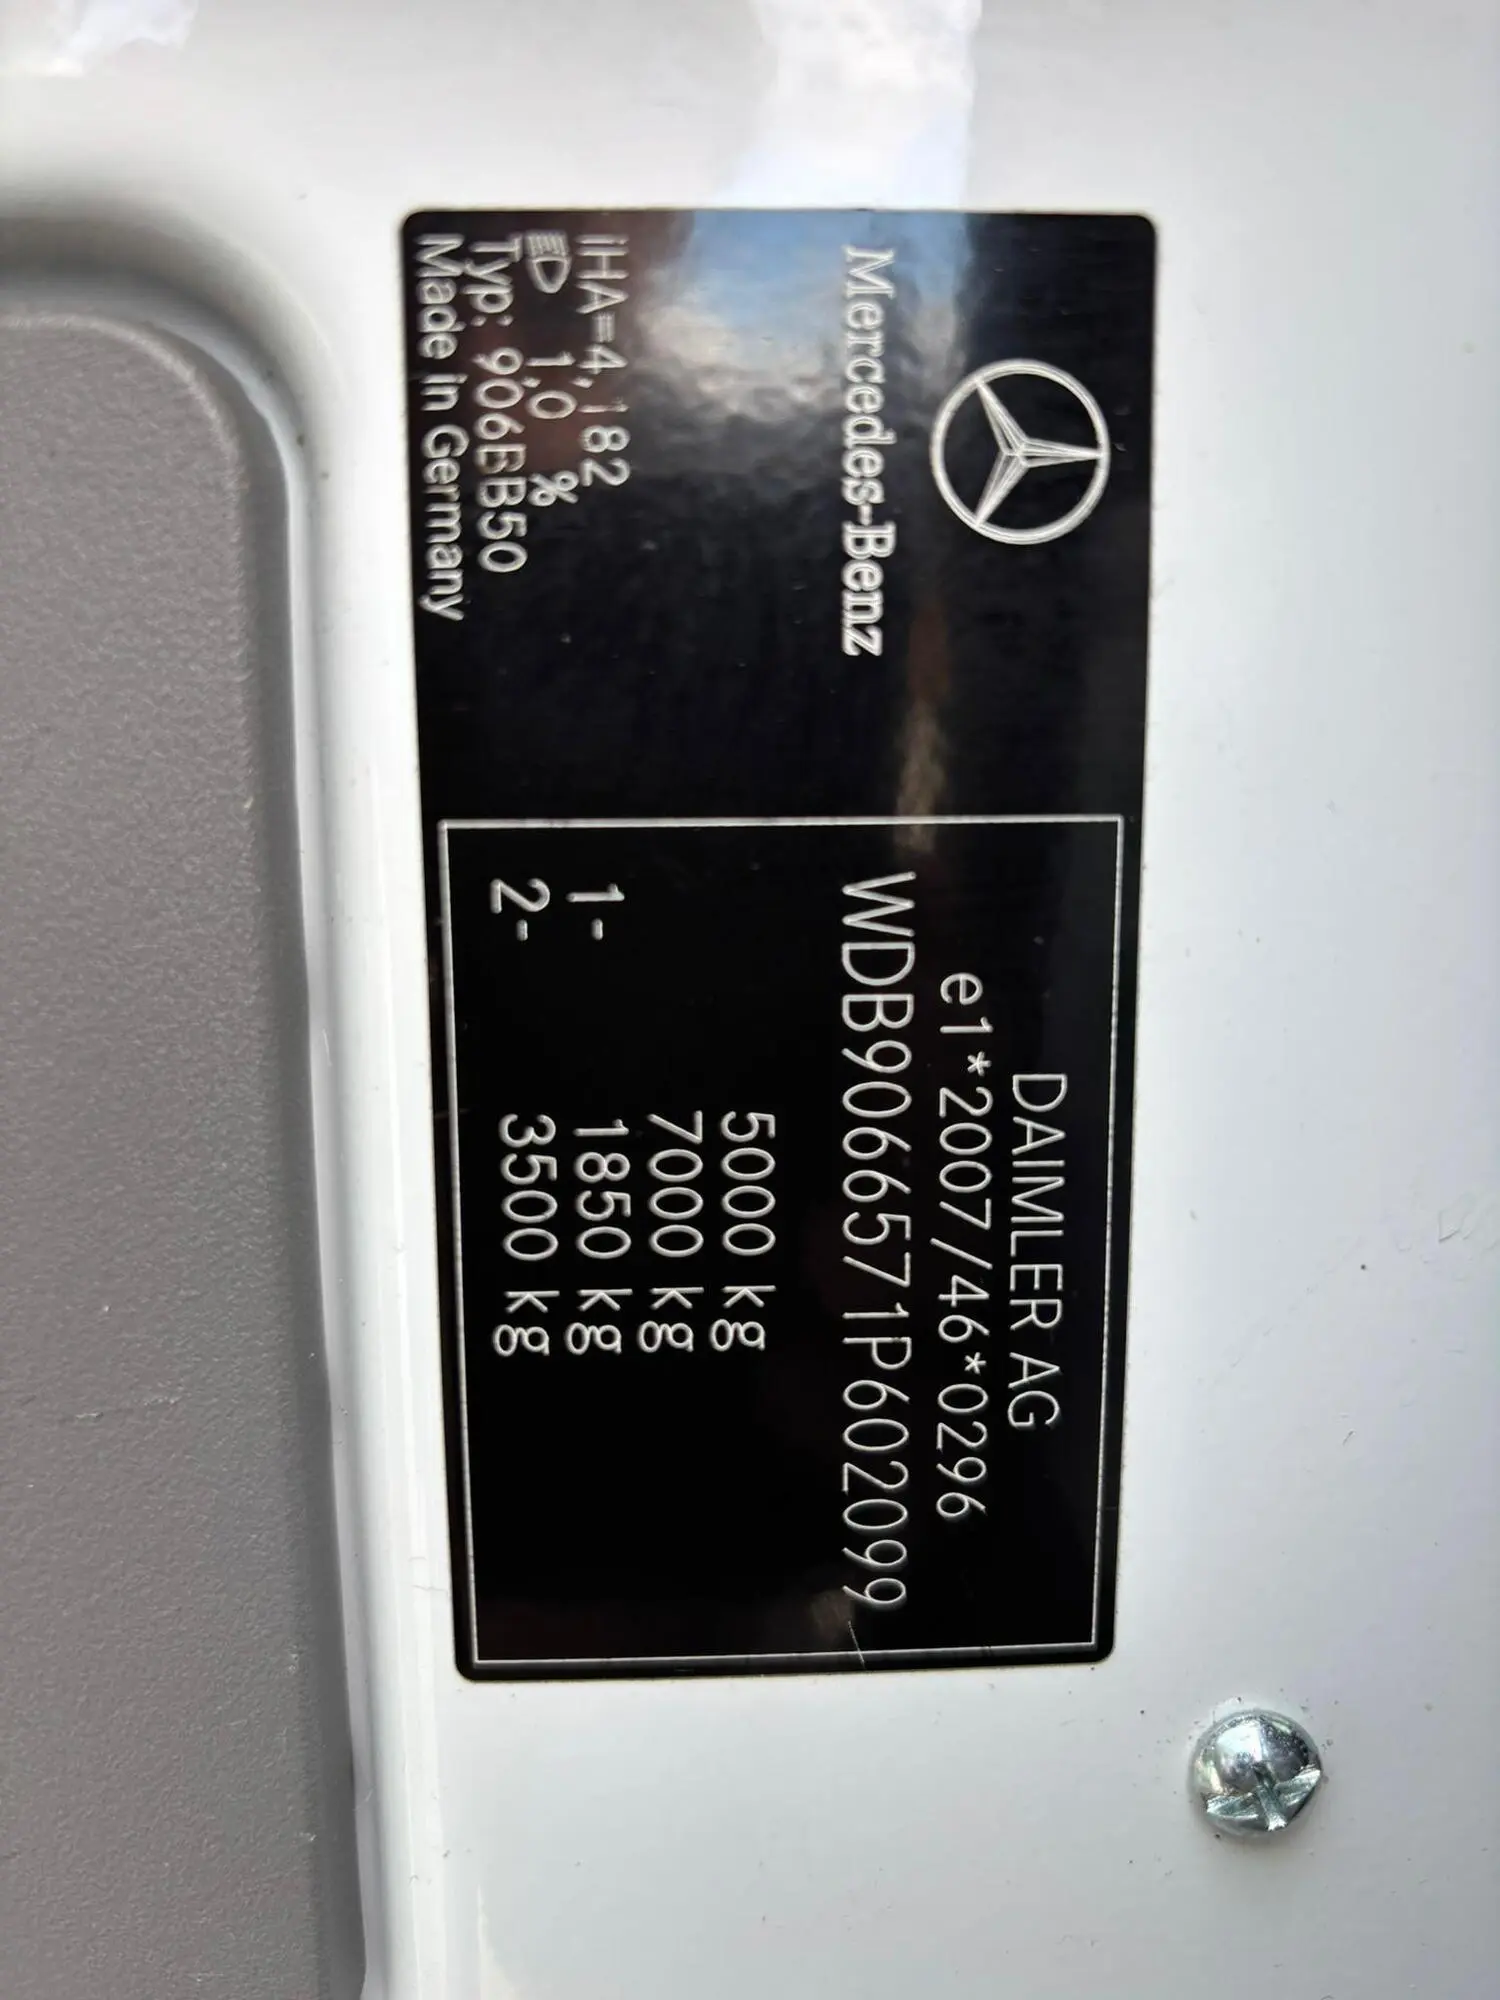 Mercedes-Benz
IHA=4,182
1,0 %
Typ: 906BB50
Made in Germany
DAIMLER AG
e1*2007/46*0296
WDB9066571P602099
5000 kg
7000 kg
1- 1850 kg
2- 3500 kg